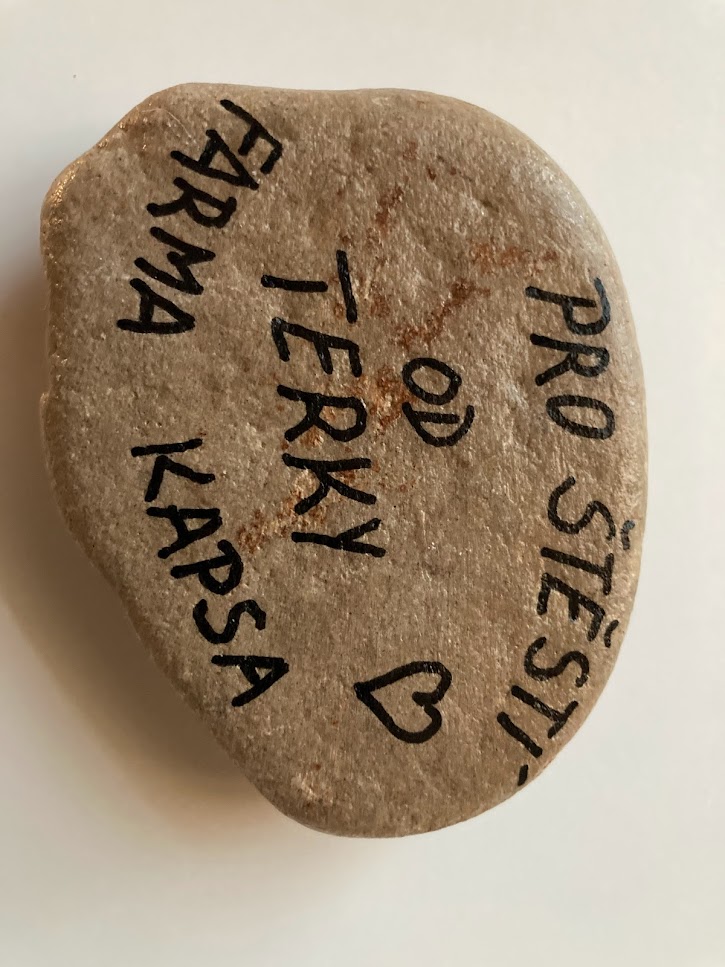 PRO ŠTĚSTÍ
OD
TERKY
FARMA KAPSA